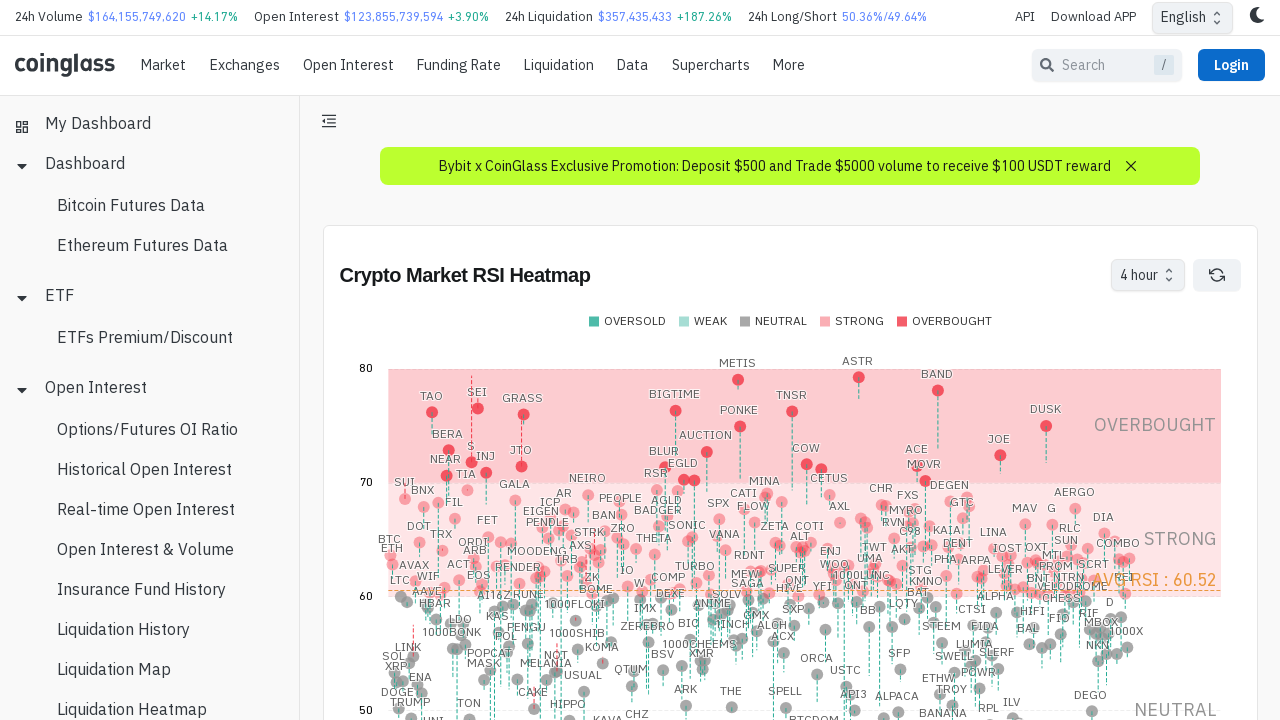 24h Volume $164,155,749,620 +14.17% Open Interest $123,855,739,594 +3.90% 24h Liquidation $357,435,433 +187.26% 24h Long/Short 50.36%/49.64% API Download APP English
coinglass Market Exchanges Open Interest Funding Rate Liquidation Data Supercharts More Search / Login
My Dashboard
Dashboard
Bitcoin Futures Data
Ethereum Futures Data
ETF
ETFs Premium/Discount
Open Interest
Options/Futures OI Ratio
Historical Open Interest
Real-time Open Interest
Open Interest & Volume
Insurance Fund History
Liquidation History
Liquidation Map
Liquidation Heatmap
Bybit x CoinGlass Exclusive Promotion: Deposit $500 and Trade $5000 volume to receive $100 USDT reward
Crypto Market RSI Heatmap 4 hour
OVERSOLD WEAK NEUTRAL STRONG OVERBOUGHT
80
METIS ASTR
BAND
TAO SEI GRASS BIGTIME TNSR
PONKE DUSK
OVERBOUGHT
BERA S AUCTION JOE
NEAR INJ JTO BLUR EGLD COW ACE
MOVR
70
SUI BNX TIA GALA NEIRO RSR MINA CETUS DEGEN
FIL AR PEOPLE AGLD CATI CHR FXS GTC AERGO
ICP EIGEN BAN BADGER SPX FLOW AXL MYRO MAV G DIA
DOT TRX FET PENDLE STRK ZRO SONIC ZETA COTI RVN C98 KAIA LINA RLC
BTC ORDI AXS THETA VANA ALT DENT SUN COMBO STRONG
ETH ARB MOODENG RDNT ENJ TWT AKT IOST OXT
AVAX ACT RENDER TRB IO TURBO SUPER WOO UMA PHA ARPA MTL SCRT
LTC WIF EOS ZK COMP MEW ONT 1000LUNC STG LEVER PROM
AAVE AI16Z RUNE BOME W DEXE SAGA HIVE YFI KMNO BNT NTRN VELODROME AVG RSI : 60.52
60
HBAR 1000FLOKI IMX ANIME SOLV SXP BAT LQTY ALPHA CHESS D
LDO KAS PENGU ZEREBRO BIO 1INCH GMX ALCH BB STEEM CTSI EIDA HIFI FIO RIF
1000BONK POL 1000SHIB ACX BAL MBOX 1000X
LINK KOMA 1000CHEEMS LUMIA NKN
SOL POPCAT NOT BSV XMR ORCA SFP SWELL SLERF
XRP MASK MELANIA QTUM USTC POWR
ENA USUAL ETHW
DOGE CAKE ARK THE SPELL API3 ALPACA TROY DEGO
TRUMP TON HIPPO RPL ILV
50
CHZ BANANA NEUTRAL
UNI KAVA BTCDOM